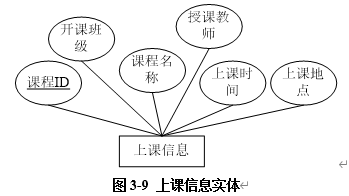 授课教
师
开课班
级
课程名
称
课程ID
上课时
间
上课地
点
上课信息
图 3-9 上课信息实体